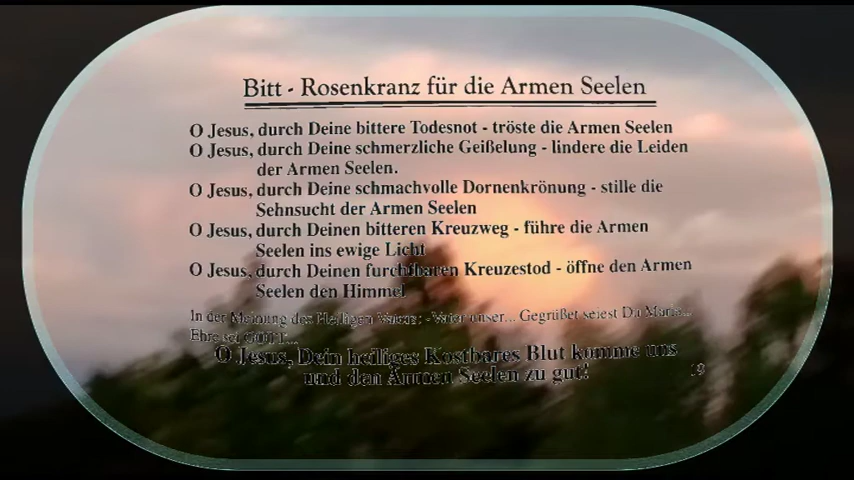 Bitt - Rosenkranz für die Armen Seelen
O Jesus, durch Deine bittere Todesnot - tröste die Armen Seelen
O Jesus, durch Deine schmerzliche Geißelung - lindere die Leiden
der Armen Seelen.
O Jesus, durch Deine schmachvolle Dornenkrönung - stille die
Sehnsucht der Armen Seelen
O Jesus, durch Deinen bitteren Kreuzweg - führe die Armen
Seelen ins ewige Licht
O Jesus, durch Deinen furchtbaren Kreuzestod - öffne den Armen
Seelen den Himmel
In der Meinung des Heiligen Vaters: - Vater unser... Gegrüßet seiest Du Maria...
Ehre sei GOTT...
O Jesus, Dein heiliges Kostbares Blut komme uns
und den Armen Seelen zu gut!
19